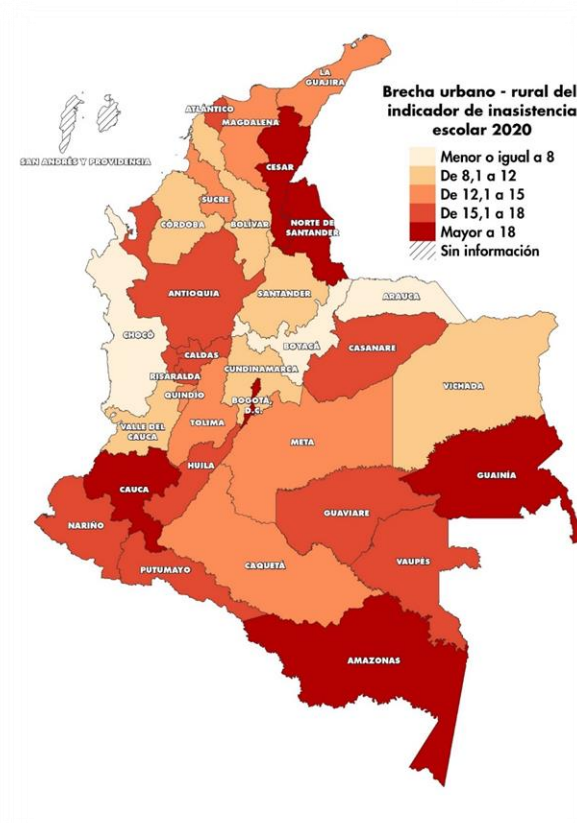 Brecha urbano - rural del
indicador de inasistencia
escolar 2020
Menor o igual a 8
De 8,1 a 12
De 12,1 a 15
De 15,1 a 18
Mayor a 18
Sin información
LA
GUAJIRA
ATLÁNTICO
MAGDALENA
SAN ANDRÉS Y PROVIDENCIA
CESAR
SUCRE
CÓRDOBA
BOLÍVAR
NORTE DE
SANTANDER
ANTIOQUIA
SANTANDER
ARAUCA
CHOCÓ
BOYACÁ
CASANARE
CALDAS
RISARALDA
CUNDINAMARCA
VICHADA
QUINDÍO
BOGOTÁ,
D.C.
VALLE DEL
CAUCA
TOLIMA
META
HUILA
GUAINÍA
CAUCA
GUAVIARE
NARIÑO
VAUPÉS
PUTUMAYO
CAQUETÁ
AMAZONAS